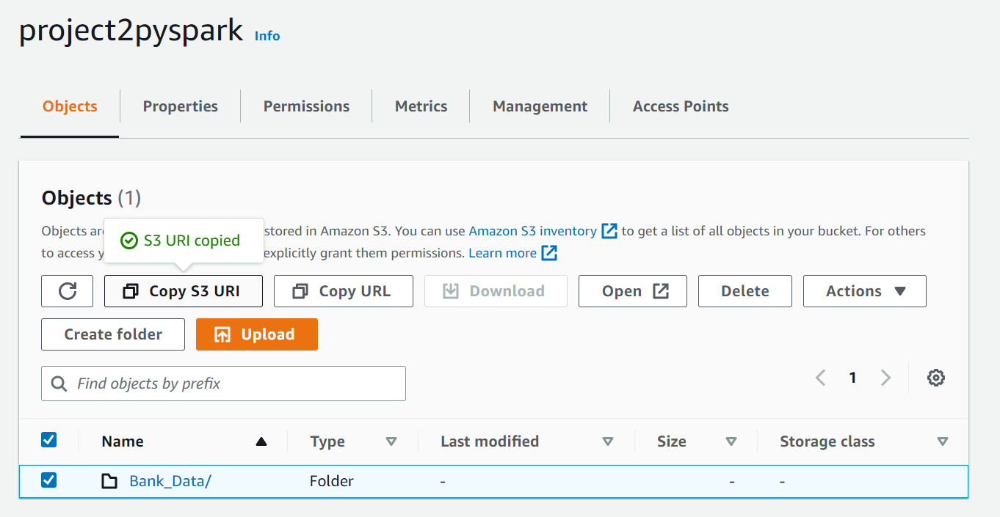 project2pyspark Info
Objects Properties Permissions Metrics Management Access Points
Objects (1)
S3 URI copied
Objects stored in Amazon S3. You can use Amazon S3 inventory to get a list of all objects in your bucket. For others
to access explicitly grant them permissions. Learn more
Copy S3 URI Copy URL Download Open Delete Actions
Create folder Upload
Find objects by prefix 1
Name Type Last modified Size Storage class
Bank_Data/ Folder - - -